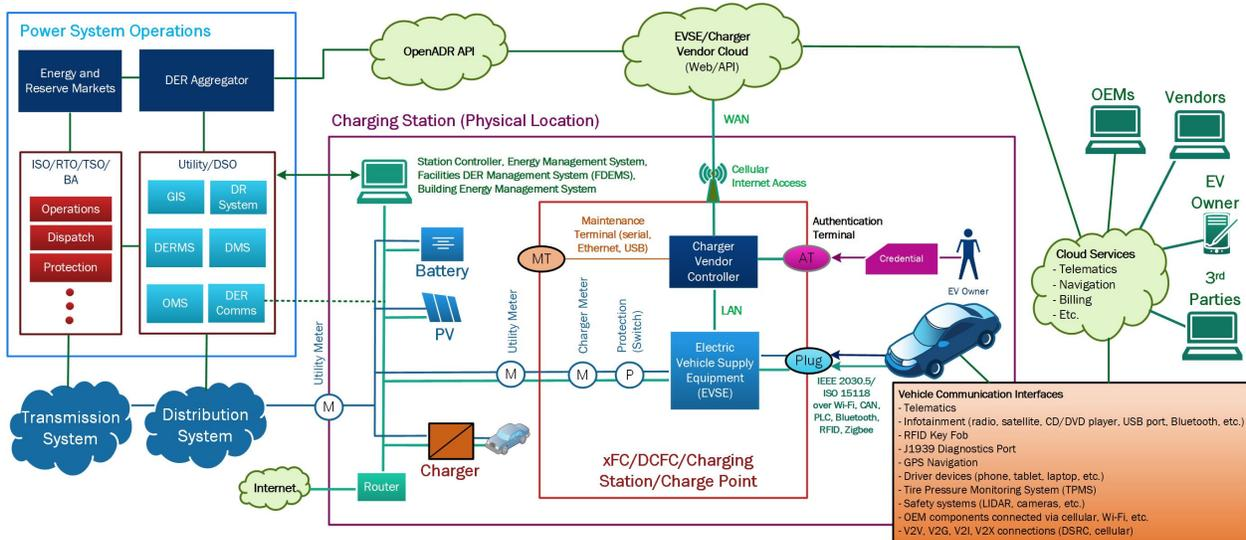 Power System Operations
Energy and
Reserve Markets
DER Aggregator
ISO/RTO/TSO/
BA
Operations
Dispatch
Protection
Utility/DSO
GIS
DR
System
DERMS
DMS
OMS
DER
Comms
Transmission
System
Distribution
System
OpenADR API
EVSE/Charger
Vendor Cloud
(Web/API)
WAN
Charging Station (Physical Location)
Station Controller, Energy Management System,
Facilities DER Management System (FDEMS),
Building Energy Management System
Cellular
Internet Access
Battery
PV
Utility Meter
M
Charger
Internet
Router
Maintenance
Terminal (serial,
Ethernet, USB)
MT
Charger
Vendor
Controller
Authentication
Terminal
AT
Credential
EV Owner
LAN
Utility Meter
M
Charger Meter
M
Protection
(Switch)
P
Electric
Vehicle Supply
Equipment
(EVSE)
Plug
IEEE 2030.5/
ISO 15118
over Wi-Fi, CAN,
PLC, Bluetooth,
RFID, Zigbee
xFC/DCFC/Charging
Station/Charge Point
OEMs
Vendors
EV
Owner
3rd
Parties
Cloud Services
- Telematics
- Navigation
- Billing
- Etc.
Vehicle Communication Interfaces
- Telematics
- Infotainment (radio, satellite, CD/DVD player, USB port, Bluetooth, etc.)
- RFID Key Fob
- J1939 Diagnostics Port
- GPS Navigation
- Driver devices (phone, tablet, laptop, etc.)
- Tire Pressure Monitoring System (TPMS)
- Safety systems (LIDAR, cameras, etc.)
- OEM components connected via cellular, Wi-Fi, etc.
- V2V, V2G, V2I, V2X connections (DSRC, cellular)